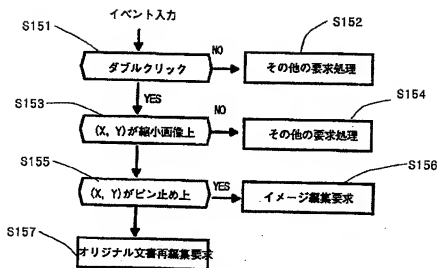 イベント入力
S151
S152
ダブルクリック
NO
その他の要求処理
YES
S153
S154
(X, Y)が縮小画像上
NO
その他の要求処理
S155
S156
(X, Y)がピン止め上
YES
イメージ編集要求
S157
オリジナル文書再編集要求